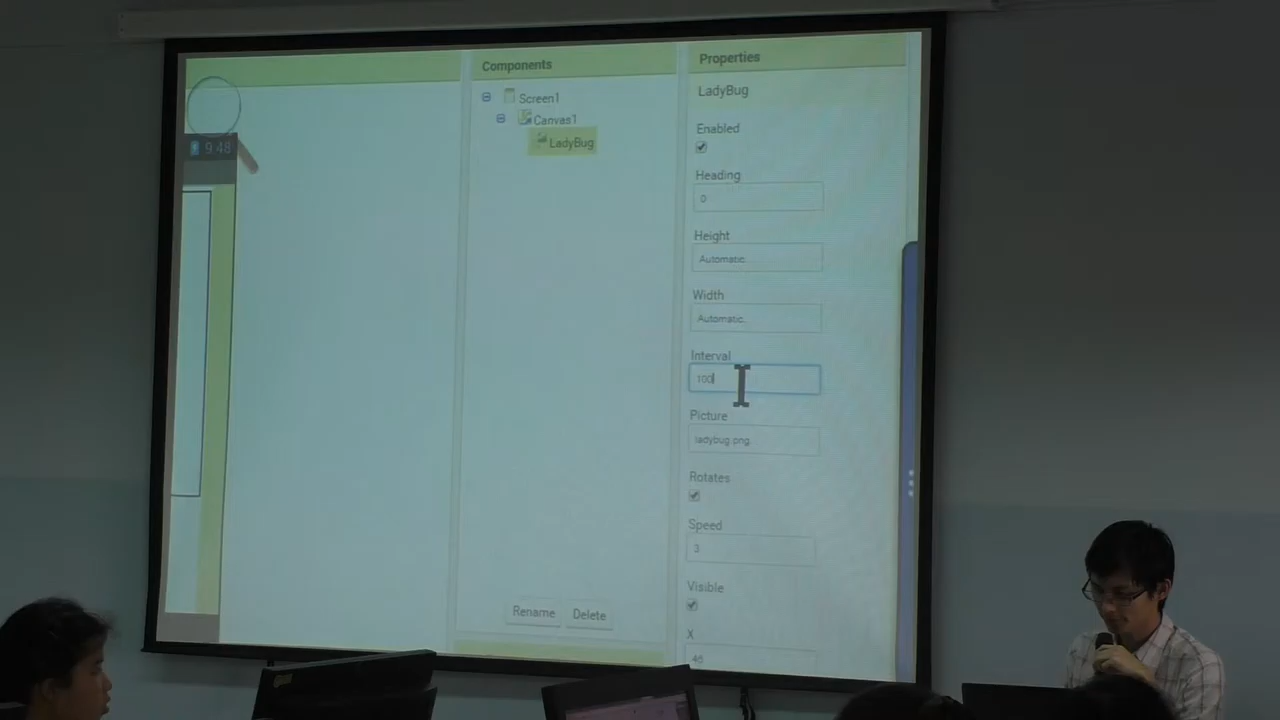 9:48
Components
Screen1
Canvas1
LadyBug
Rename
Delete
Properties
LadyBug
Enabled
Heading
0
Height
Automatic...
Width
Automatic...
Interval
100
Picture
ladybug.png
Rotates
Speed
3
Visible
X